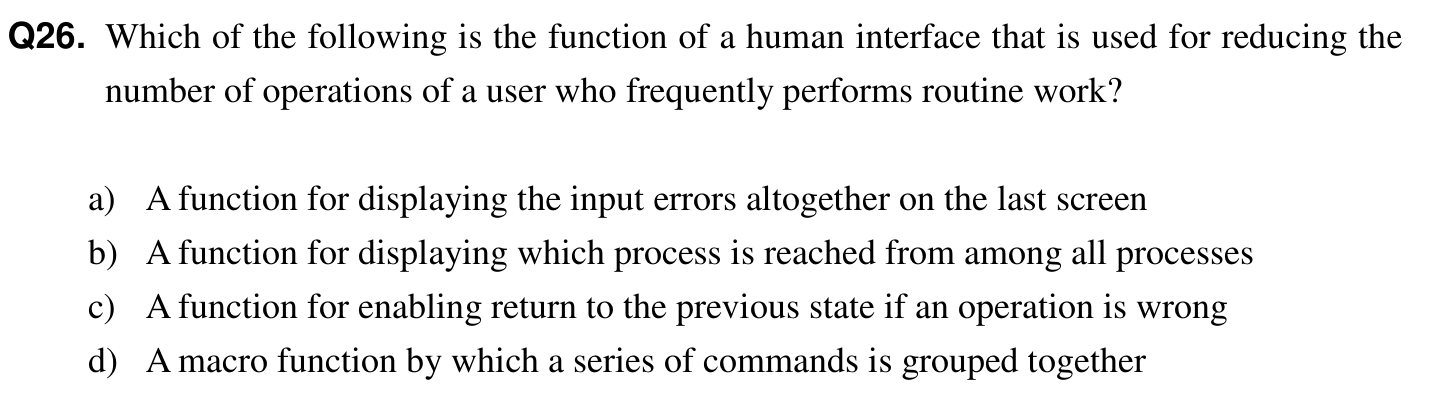 Q26. Which of the following is the function of a human interface that is used for reducing the
number of operations of a user who frequently performs routine work?
a) A function for displaying the input errors altogether on the last screen
b) A function for displaying which process is reached from among all processes
c) A function for enabling return to the previous state if an operation is wrong
d) A macro function by which a series of commands is grouped together